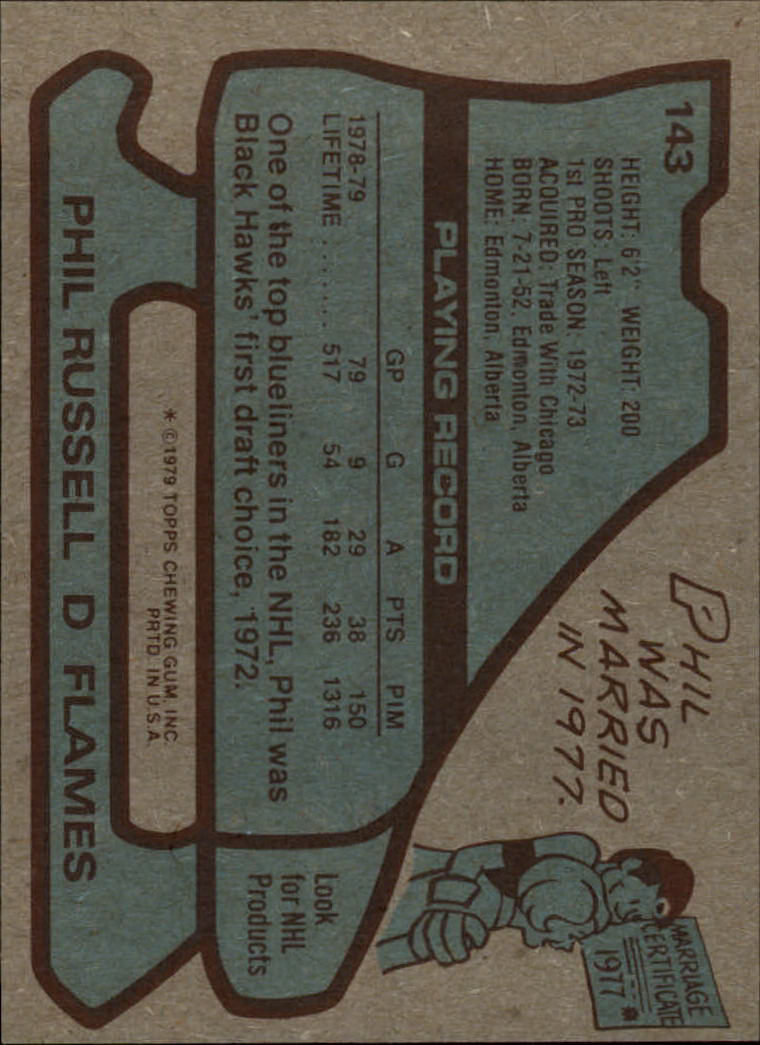 143
HEIGHT: 6'2" WEIGHT: 200
SHOOTS: Left
1st PRO SEASON: 1972-73
ACQUIRED: Trade With Chicago
BORN: 7-21-52, Edmonton, Alberta
HOME: Edmonton, Alberta
PHIL
WAS
MARRIED
IN 1977.
MARRIAGE
CERTIFICATE
1977
PLAYING RECORD
GP G A PTS PIM
1978-79 79 9 29 38 150
LIFETIME ........ 517 54 182 236 1316
One of the top blueliners in the NHL, Phil was
Black Hawks' first draft choice, 1972.
Look
for NHL
Products
* ©1979 TOPPS CHEWING GUM, INC.
PRTD. IN U.S.A.
PHIL RUSSELL D FLAMES